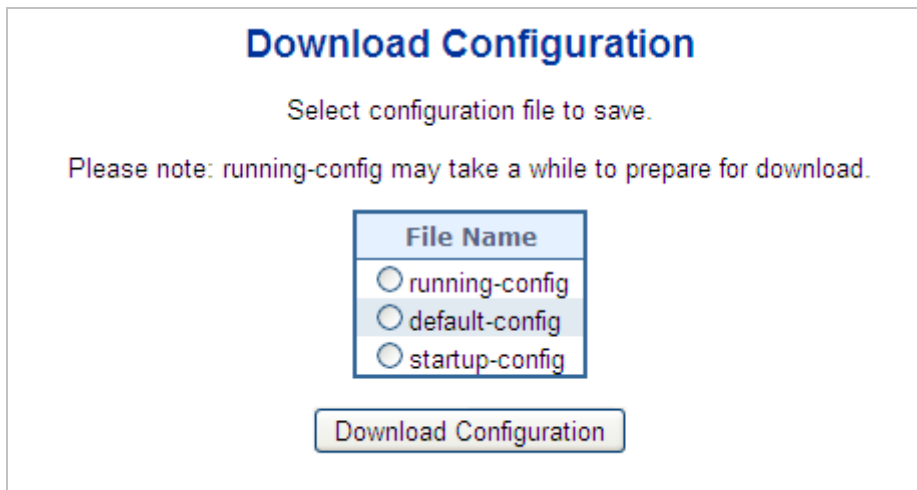 Download Configuration
Select configuration file to save.
Please note: running-config may take a while to prepare for download.
File Name
running-config
default-config
startup-config
Download Configuration